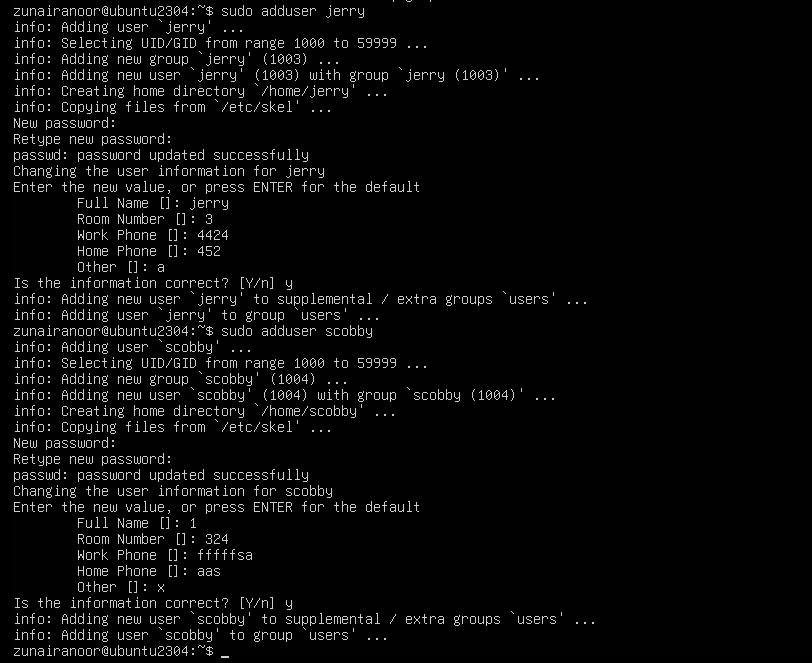 zunairanoor@ubuntu2304:~$ sudo adduser jerry
info: Adding user `jerry' ...
info: Selecting UID/GID from range 1000 to 59999 ...
info: Adding new group `jerry' (1003) ...
info: Adding new user `jerry' (1003) with group `jerry (1003)' ...
info: Creating home directory `/home/jerry' ...
info: Copying files from `/etc/skel' ...
New password:
Retype new password:
passwd: password updated successfully
Changing the user information for jerry
Enter the new value, or press ENTER for the default
        Full Name []: jerry
        Room Number []: 3
        Work Phone []: 4424
        Home Phone []: 452
        Other []: a
Is the information correct? [Y/n] y
info: Adding new user `jerry' to supplemental / extra groups `users' ...
info: Adding user `jerry' to group `users' ...
zunairanoor@ubuntu2304:~$ sudo adduser scobby
info: Adding user `scobby' ...
info: Selecting UID/GID from range 1000 to 59999 ...
info: Adding new group `scobby' (1004) ...
info: Adding new user `scobby' (1004) with group `scobby (1004)' ...
info: Creating home directory `/home/scobby' ...
info: Copying files from `/etc/skel' ...
New password:
Retype new password:
passwd: password updated successfully
Changing the user information for scobby
Enter the new value, or press ENTER for the default
        Full Name []: 1
        Room Number []: 324
        Work Phone []: fffffsa
        Home Phone []: aas
        Other []: x
Is the information correct? [Y/n] y
info: Adding new user `scobby' to supplemental / extra groups `users' ...
info: Adding user `scobby' to group `users' ...
zunairanoor@ubuntu2304:~$ _